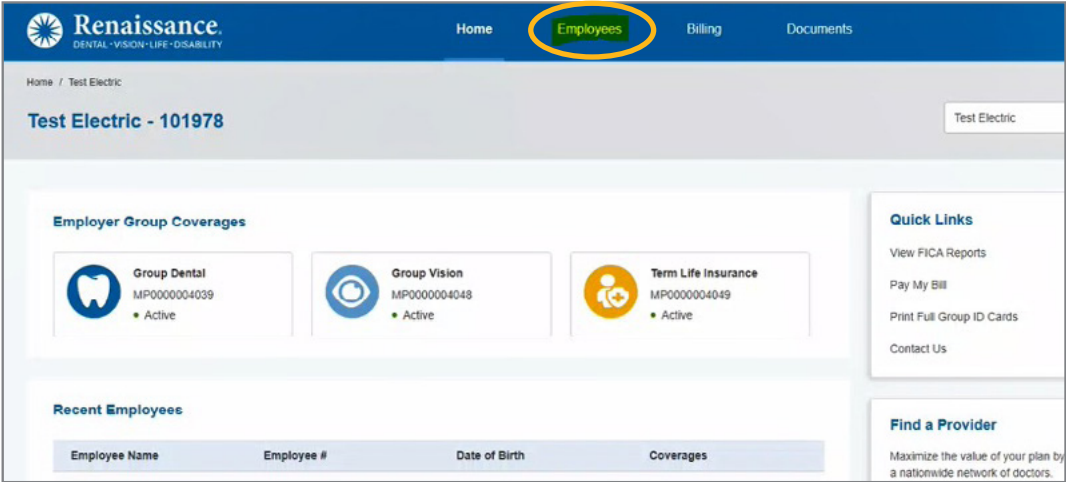 Renaissance.
DENTAL·VISION·LIFE·DISABILITY
Home Employees Billing Documents
Home / Test Electric
Test Electric - 101978
Test Electric
Employer Group Coverages
Group Dental
MP0000004039
• Active
Group Vision
MP0000004048
• Active
Term Life Insurance
MP0000004049
• Active
Quick Links
View FICA Reports
Pay My Bill
Print Full Group ID Cards
Contact Us
Recent Employees
Employee Name Employee # Date of Birth Coverages
Find a Provider
Maximize the value of your plan by
a nationwide network of doctors.